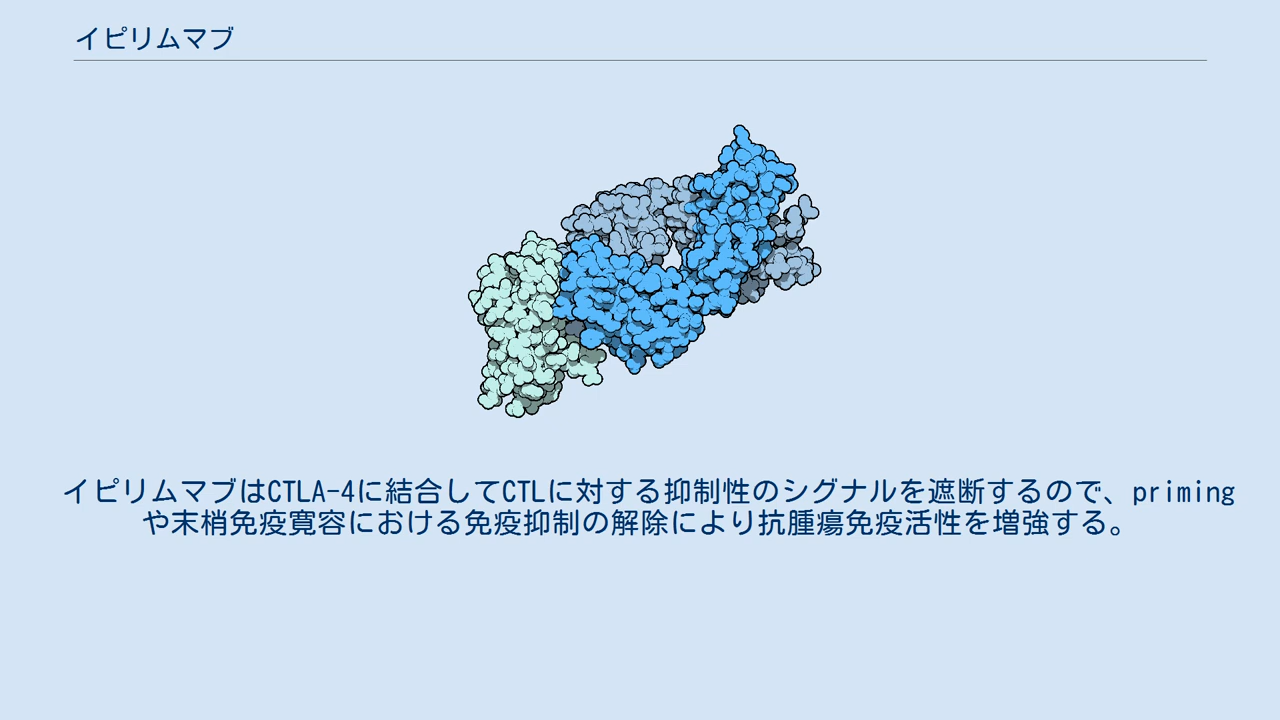 イピリムマブ
イピリムマブはCTLA-4に結合してCTLに対する抑制性のシグナルを遮断するので、priming
や末梢免疫寛容における免疫抑制の解除により抗腫瘍免疫活性を増強する。